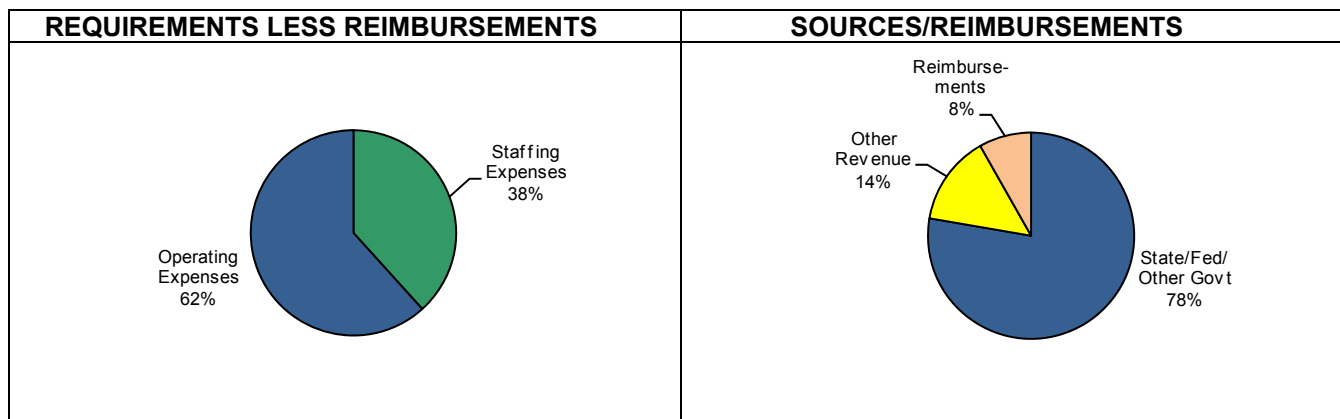 REQUIREMENTS LESS REIMBURSEMENTS
Staffing
Expenses
38%
Operating
Expenses
62%
SOURCES/REIMBURSEMENTS
Reimburse-
ments
8%
Other
Revenue
14%
State/Fed/
Other Govt
78%